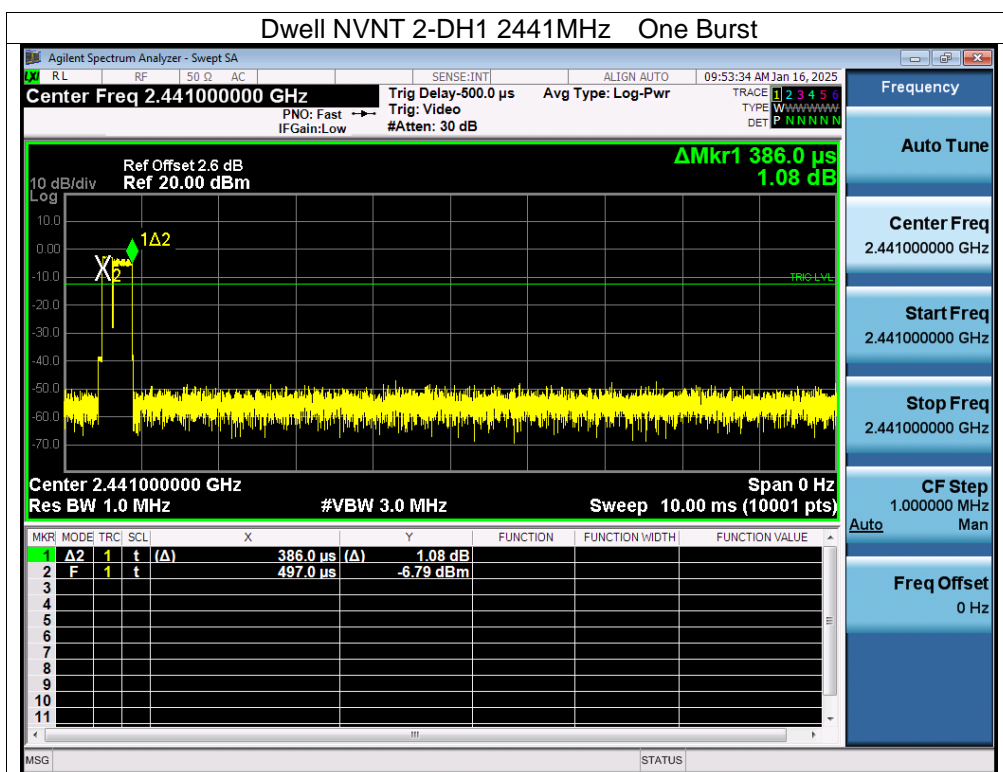 Dwell NVNT 2-DH1 2441MHz One Burst
Agilent Spectrum Analyzer - Swept SA
LXI RL RF 50 Ω AC SENSE:INT ALIGN AUTO 09:53:34 AM Jan 16, 2025
Center Freq 2.441000000 GHz Trig Delay-500.0 µs Avg Type: Log-Pwr TRACE 1 2 3 4 5 6
PNO: Fast Trig: Video TYPE WWWWWW
IFGain:Low #Atten: 30 dB DET P N N N N N
Frequency
Auto Tune
Center Freq
2.441000000 GHz
Start Freq
2.441000000 GHz
Stop Freq
2.441000000 GHz
CF Step
1.000000 MHz
Auto Man
Freq Offset
0 Hz
ΔMkr1 386.0 µs
1.08 dB
Ref Offset 2.6 dB
10 dB/div Ref 20.00 dBm
Log
10.0
0.00
-10.0
-20.0
-30.0
-40.0
-50.0
-60.0
-70.0
1Δ2
X2
TRIG LVL
Center 2.441000000 GHz Span 0 Hz
Res BW 1.0 MHz #VBW 3.0 MHz Sweep 10.00 ms (10001 pts)
MKR MODE TRC SCL X Y FUNCTION FUNCTION WIDTH FUNCTION VALUE
1 Δ2 1 t (Δ) 386.0 µs (Δ) 1.08 dB
2 F 1 t 497.0 µs -6.79 dBm
3
4
5
6
7
8
9
10
11
MSG STATUS